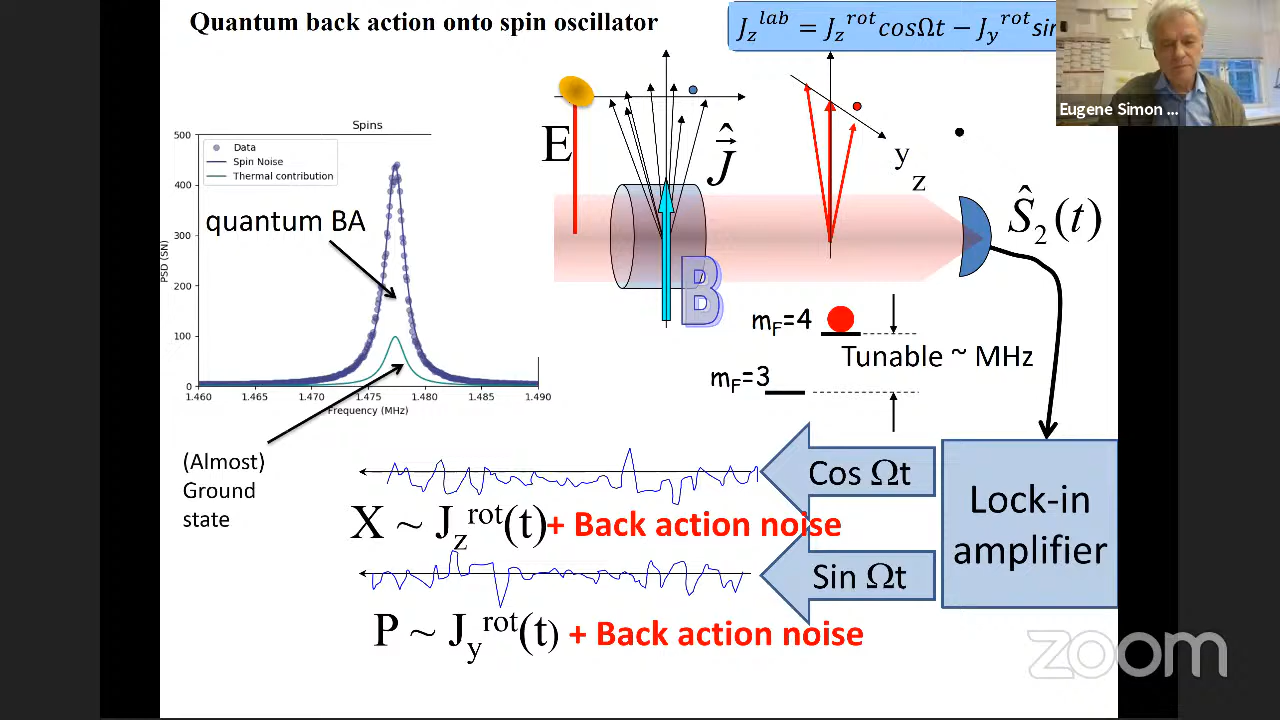 Quantum back action onto spin oscillator
J_z^lab = J_z^rot cosΩt − J_y^rot sin
Eugene Simon ...
Spins
Data
Spin Noise
Thermal contribution
500
400
300
200
100
0
PSD (SN)
1.460 1.465 1.470 1.475 1.480 1.485 1.490
Frequency (MHz)
quantum BA
(Almost)
Ground
state
E
Ĵ
B
y
z
Ŝ₂(t)
m_F=4
Tunable ~ MHz
m_F=3
Cos Ωt
X ~ J_z^rot(t)+ Back action noise
Sin Ωt
P ~ J_y^rot(t) + Back action noise
Lock-in
amplifier
zoom